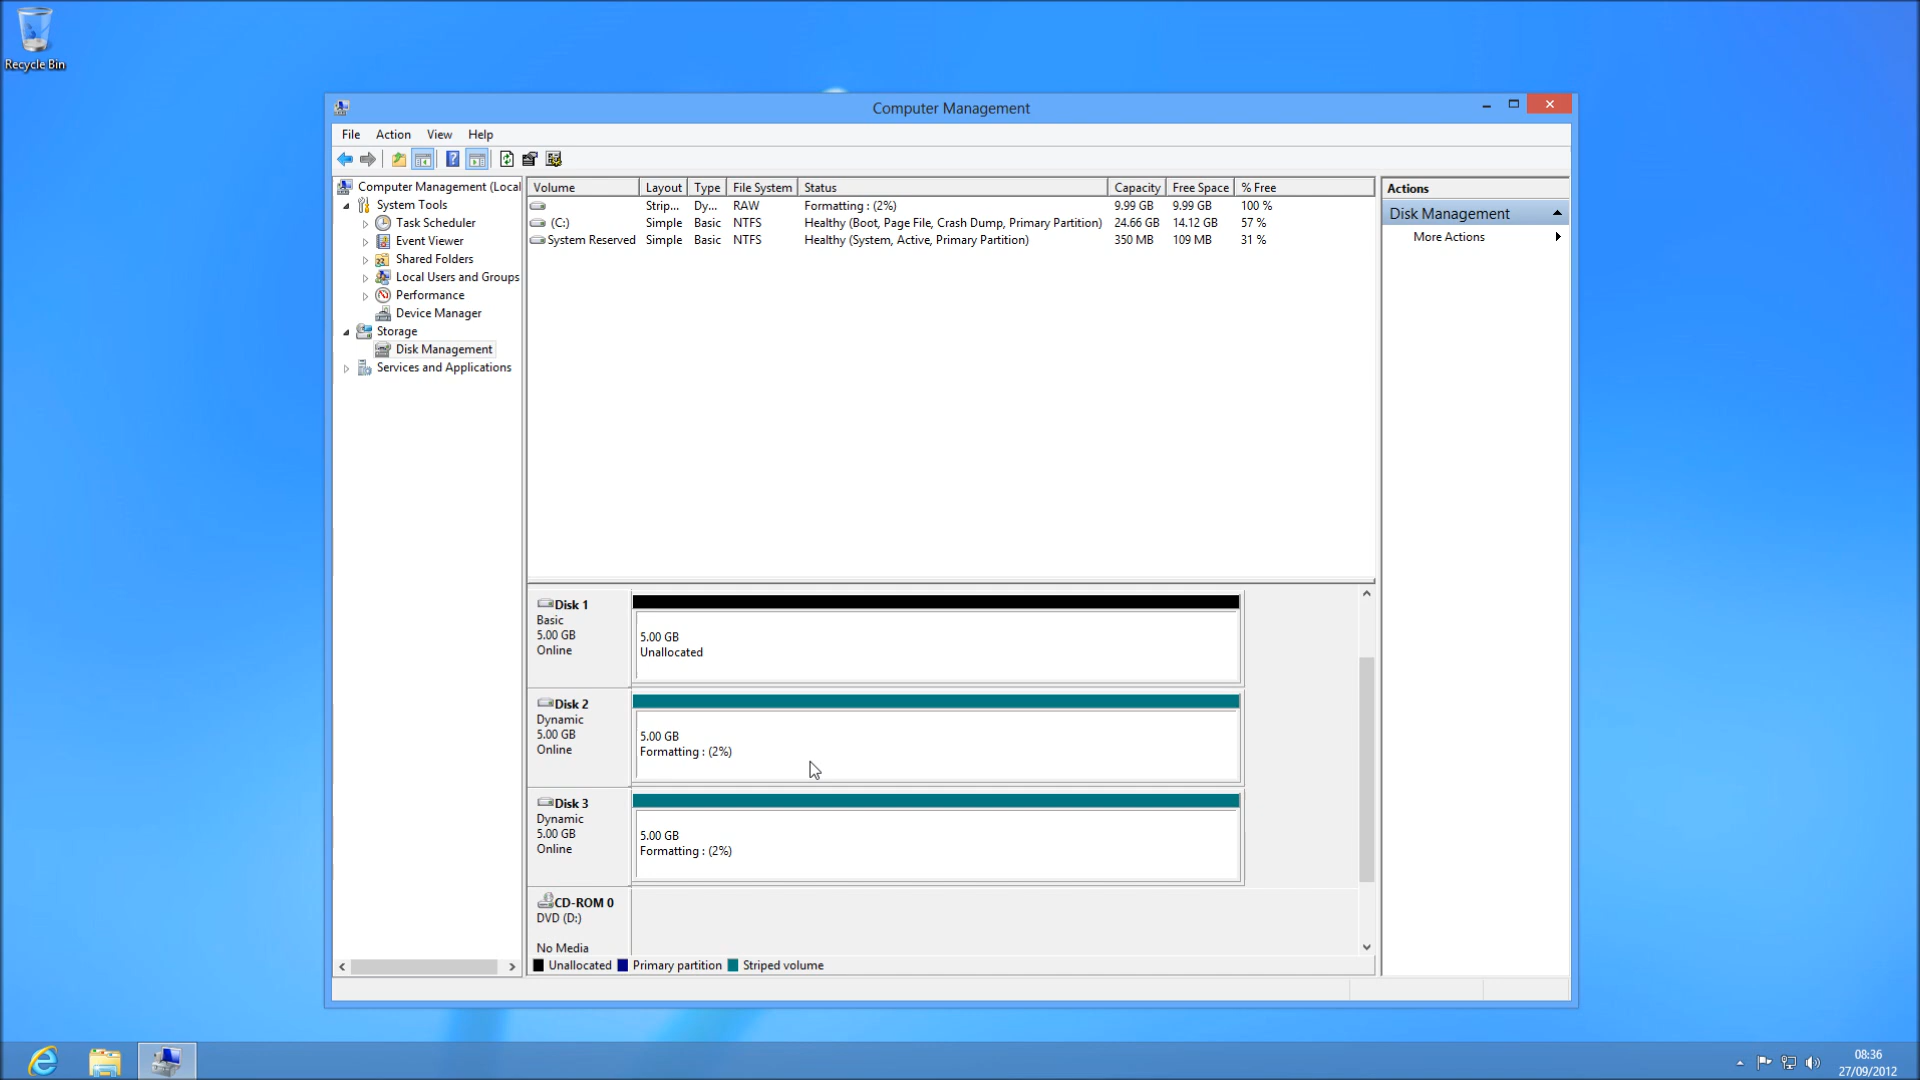 Recycle Bin
Computer Management
File Action View Help
Computer Management (Local
System Tools
Task Scheduler
Event Viewer
Shared Folders
Local Users and Groups
Performance
Device Manager
Storage
Disk Management
Services and Applications
Volume Layout Type File System Status Capacity Free Space % Free
Strip... Dy... RAW Formatting : (2%) 9.99 GB 9.99 GB 100 %
(C:) Simple Basic NTFS Healthy (Boot, Page File, Crash Dump, Primary Partition) 24.66 GB 14.12 GB 57 %
System Reserved Simple Basic NTFS Healthy (System, Active, Primary Partition) 350 MB 109 MB 31 %
Actions
Disk Management
More Actions
Disk 1
Basic
5.00 GB
Online
5.00 GB
Unallocated
Disk 2
Dynamic
5.00 GB
Online
5.00 GB
Formatting : (2%)
Disk 3
Dynamic
5.00 GB
Online
5.00 GB
Formatting : (2%)
CD-ROM 0
DVD (D:)
No Media
Unallocated Primary partition Striped volume
08:36
27/09/2012